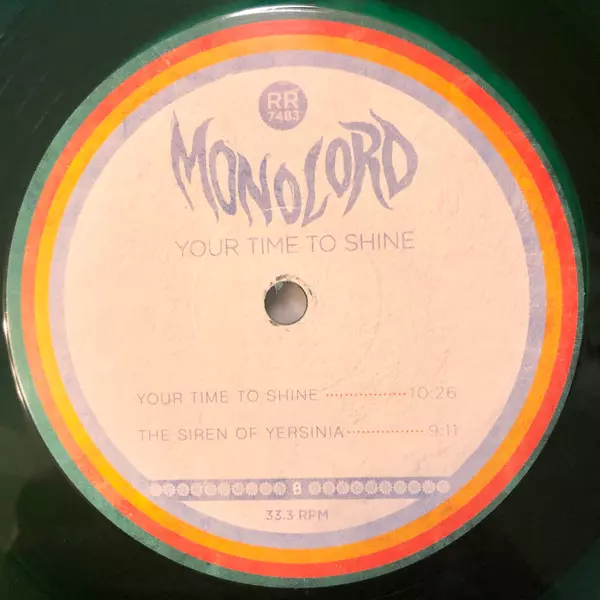 RR
7483
MONOLORD
YOUR TIME TO SHINE
YOUR TIME TO SHINE ················ 10:26
THE SIREN OF YERSINIA ··············· 9:11
B
33.3 RPM